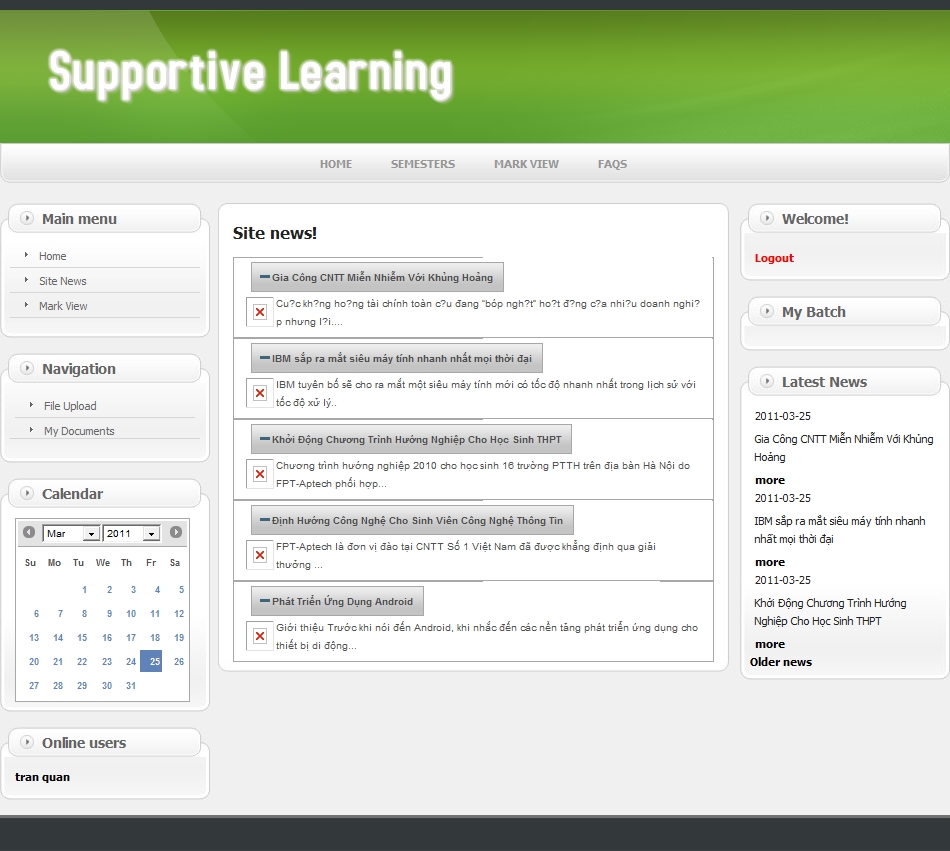 Supportive Learning
HOME SEMESTERS MARK VIEW FAQS
Main menu
Home
Site News
Mark View
Navigation
File Upload
My Documents
Calendar
Mar 2011
Su Mo Tu We Th Fr Sa
1 2 3 4 5
6 7 8 9 10 11 12
13 14 15 16 17 18 19
20 21 22 23 24 25 26
27 28 29 30 31
Online users
tran quan
Site news!
Gia Công CNTT Miễn Nhiễm Với Khủng Hoảng
Cu?c kh?ng ho?ng tài chính toàn c?u đang “bóp ngh?t” ho?t đ?ng c?a nhi?u doanh nghi?
p nhưng l?i....
IBM sắp ra mắt siêu máy tính nhanh nhất mọi thời đại
IBM tuyên bố sẽ cho ra mắt một siêu máy tính mới có tốc độ nhanh nhất trong lịch sử với
tốc độ xử lý..
Khởi Động Chương Trình Hướng Nghiệp Cho Học Sinh THPT
Chương trình hướng nghiệp 2010 cho học sinh 16 trường PTTH trên địa bàn Hà Nội do
FPT-Aptech phối hợp...
Định Hướng Công Nghệ Cho Sinh Viên Công Nghệ Thông Tin
FPT-Aptech là đơn vị đào tại CNTT Số 1 Việt Nam đã được khẳng định qua giải
thưởng ...
Phát Triển Ứng Dụng Android
Giới thiệu Trước khi nói đến Android, khi nhắc đến các nền tảng phát triển ứng dụng cho
thiết bị di động...
Welcome!
Logout
My Batch
Latest News
2011-03-25
Gia Công CNTT Miễn Nhiễm Với Khủng
Hoảng
more
2011-03-25
IBM sắp ra mắt siêu máy tính nhanh
nhất mọi thời đại
more
2011-03-25
Khởi Động Chương Trình Hướng
Nghiệp Cho Học Sinh THPT
more
Older news